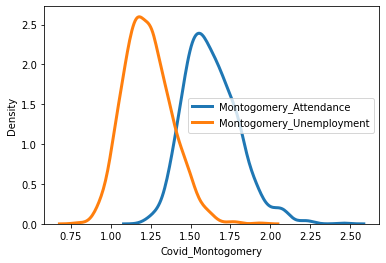 2.5
2.0
1.5
1.0
0.5
0.0
Density
Montogomery_Attendance
Montogomery_Unemployment
0.75 1.00 1.25 1.50 1.75 2.00 2.25 2.50
Covid_Montogomery